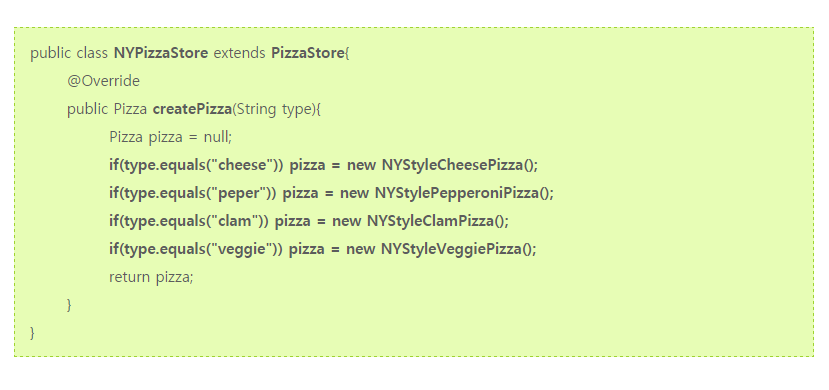 public class NYPizzaStore extends PizzaStore{
@Override
public Pizza createPizza(String type){
Pizza pizza = null;
if(type.equals("cheese")) pizza = new NYStyleCheesePizza();
if(type.equals("peper")) pizza = new NYStylePepperoniPizza();
if(type.equals("clam")) pizza = new NYStyleClamPizza();
if(type.equals("veggie")) pizza = new NYStyleVeggiePizza();
return pizza;
}
}